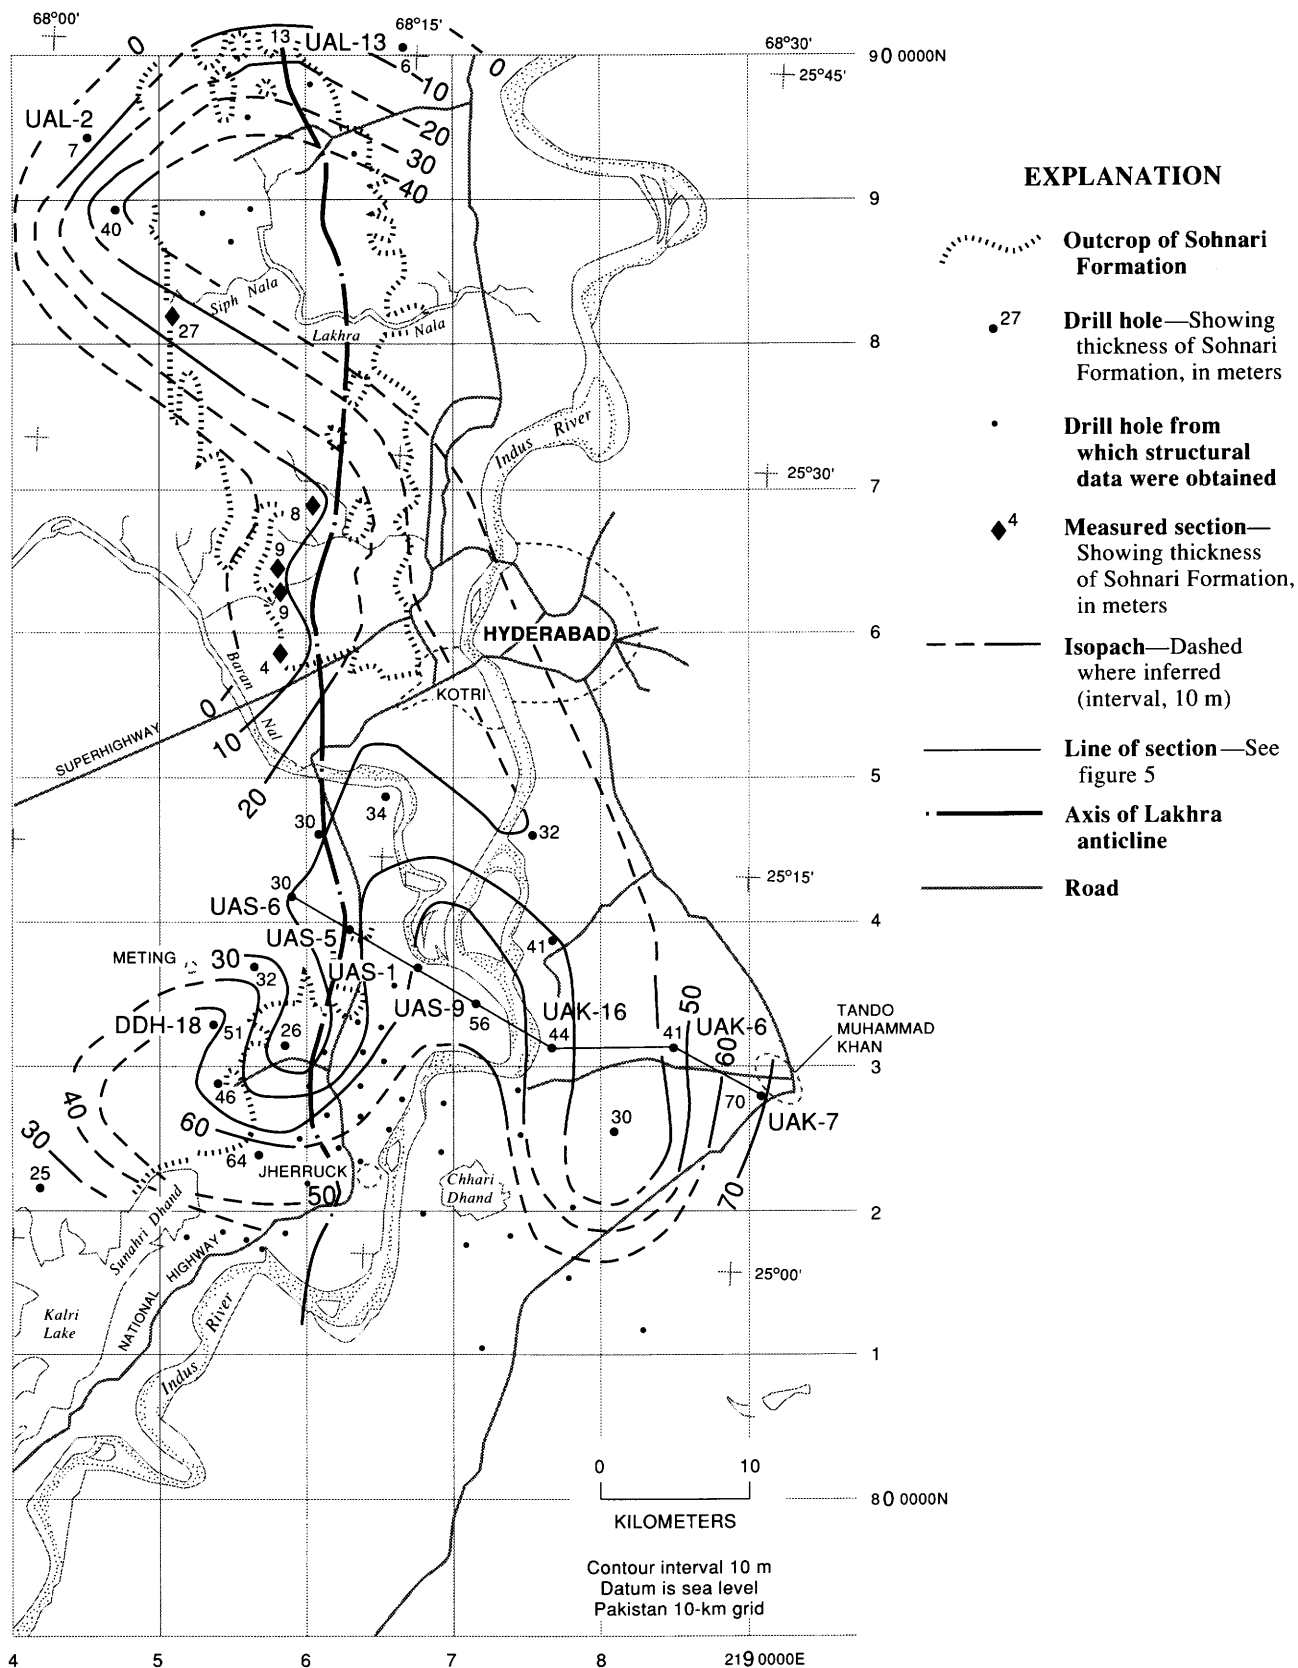 68°00'
68°15'
68°30'
0
13
UAL-13
6
0
90 0000N
25°45'
10
UAL-2
7
20
30
40
9
40
EXPLANATION
Outcrop of Sohnari
Formation
Siph Nala
27
Lakhra
Nala
8
27
Drill hole—Showing
thickness of Sohnari
Formation, in meters
Indus River
Drill hole from
which structural
data were obtained
25°30'
7
8
4
Measured section—
Showing thickness
of Sohnari Formation,
in meters
9
9
HYDERABAD
6
4
Baran
Nal
Isopach—Dashed
where inferred
(interval, 10 m)
0
KOTRI
10
SUPERHIGHWAY
Line of section—See
figure 5
5
20
34
30
32
Axis of Lakhra
anticline
25°15'
Road
30
UAS-6
4
UAS-5
41
METING
30
32
UAS-1
UAS-9
56
UAK-16
44
50
41
UAK-6
60
TANDO
MUHAMMAD
KHAN
DDH-18
51
26
3
46
40
70
UAK-7
60
30
30
64
JHERRUCK
25
50
Chhari
Dhand
70
2
Sunahri Dhand
NATIONAL HIGHWAY
25°00'
Kalri
Lake
River
Indus
1
0
10
KILOMETERS
80 0000N
Contour interval 10 m
Datum is sea level
Pakistan 10-km grid
4
5
6
7
8
219 0000E